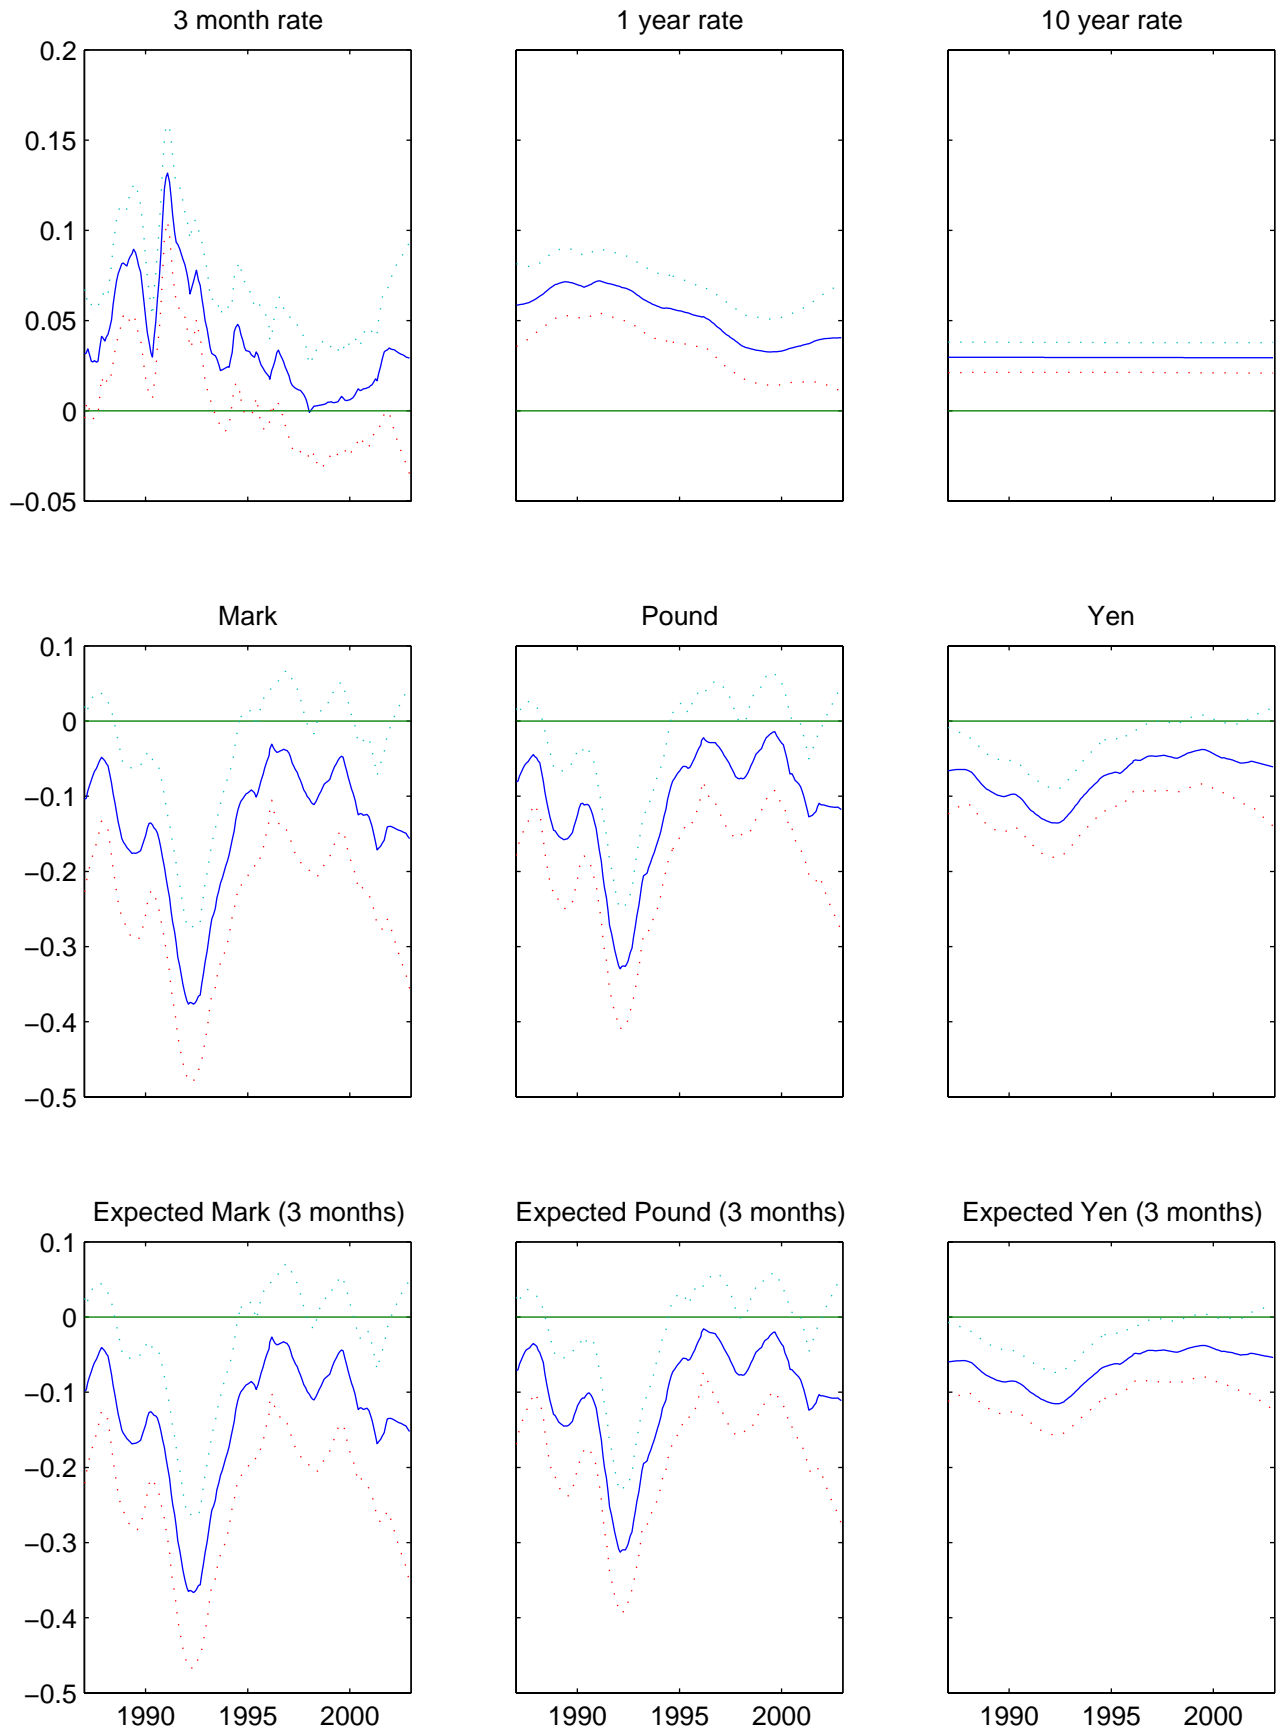 3 month rate
1 year rate
10 year rate
0.2
0.15
0.1
0.05
0
−0.05
Mark
Pound
Yen
0.1
0
−0.1
−0.2
−0.3
−0.4
−0.5
Expected Mark (3 months)
Expected Pound (3 months)
Expected Yen (3 months)
0.1
0
−0.1
−0.2
−0.3
−0.4
−0.5
1990 1995 2000
1990 1995 2000
1990 1995 2000